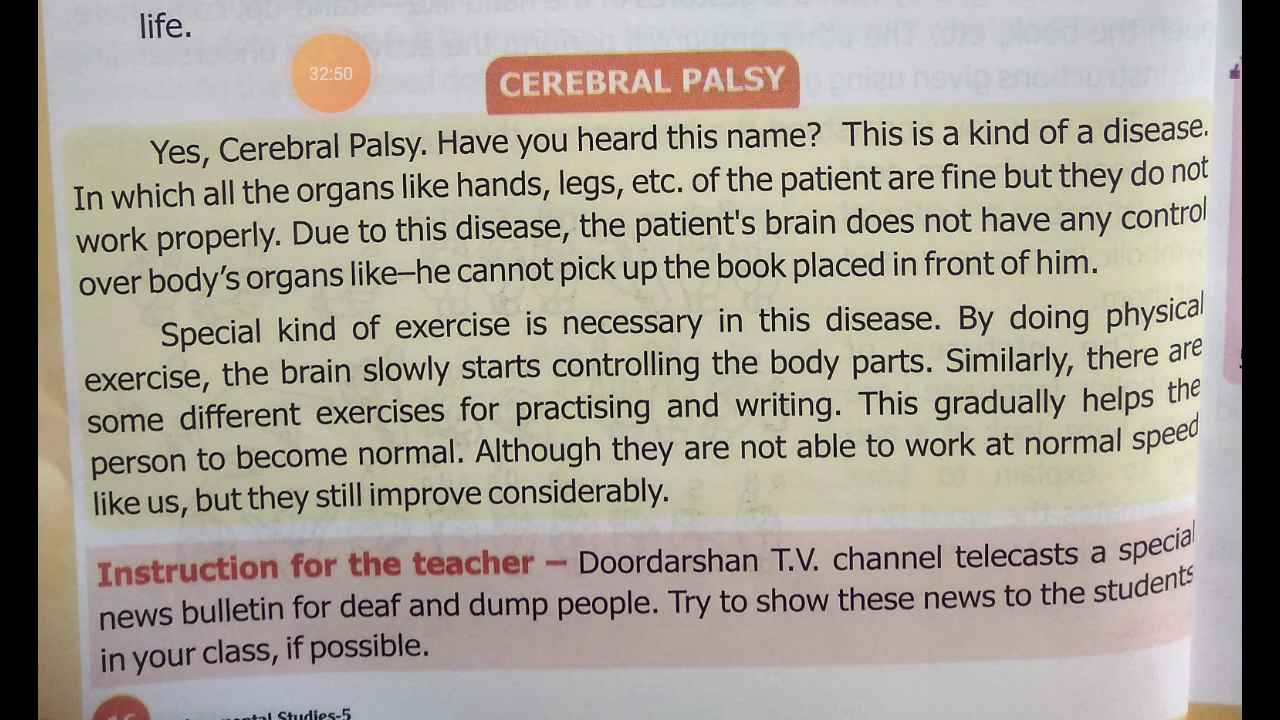 life.
32:50
CEREBRAL PALSY
Yes, Cerebral Palsy. Have you heard this name? This is a kind of a disease.
In which all the organs like hands, legs, etc. of the patient are fine but they do not
work properly. Due to this disease, the patient's brain does not have any control
over body's organs like–he cannot pick up the book placed in front of him.
Special kind of exercise is necessary in this disease. By doing physical
exercise, the brain slowly starts controlling the body parts. Similarly, there are
some different exercises for practising and writing. This gradually helps the
person to become normal. Although they are not able to work at normal speed
like us, but they still improve considerably.
Instruction for the teacher – Doordarshan T.V. channel telecasts a special
news bulletin for deaf and dump people. Try to show these news to the students
in your class, if possible.
Studies-5